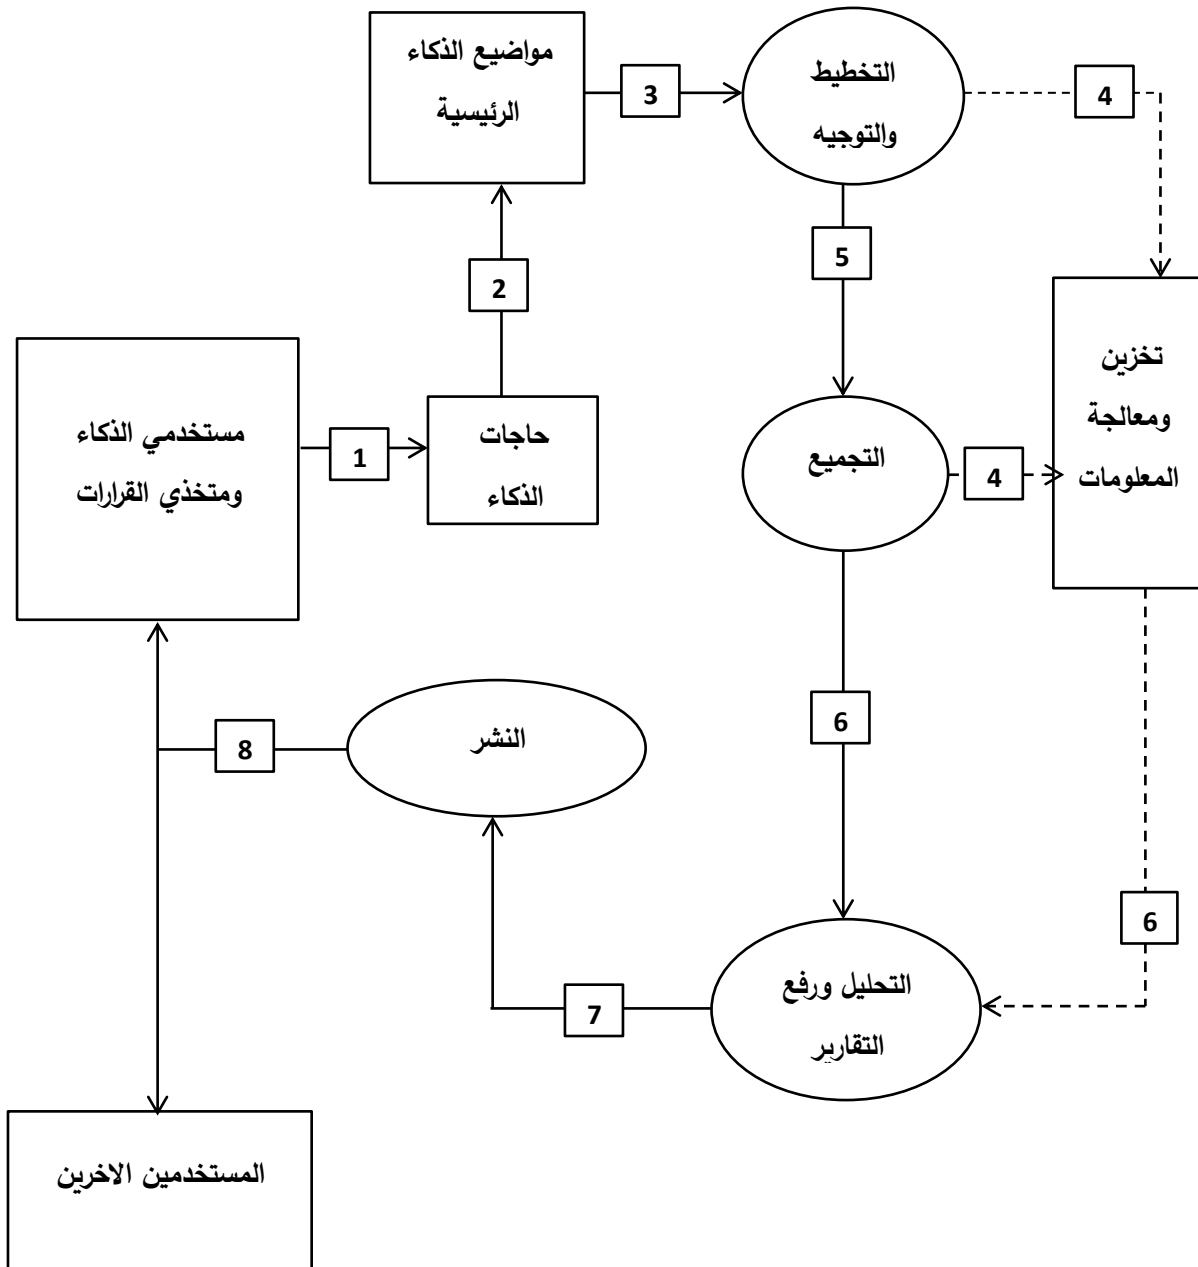 مواضيع الذكاء
الرئيسية
3
التخطيط
والتوجيه
4
2
5
تخزين
ومعالجة
المعلومات
مستخدمي الذكاء
ومتخذي القرارات
1
حاجات
الذكاء
التجميع
4
6
النشر
8
6
التحليل ورفع
التقارير
7
المستخدمين الاخرين